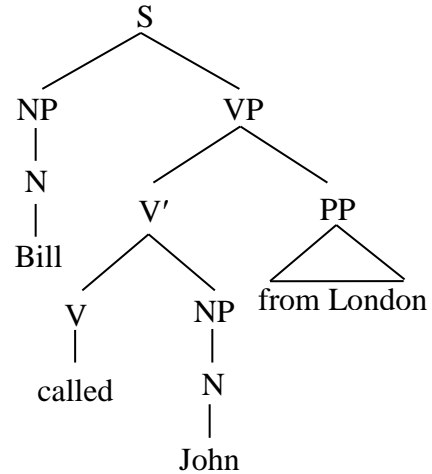 S
NP VP
N V′ PP
Bill from London
V NP
called N
John